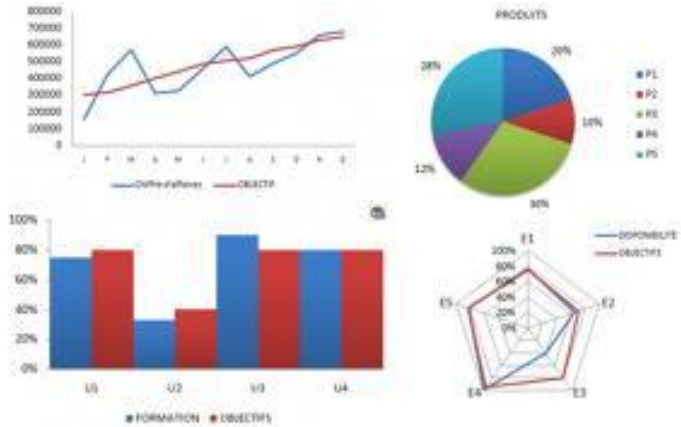 800000
700000
600000
500000
400000
300000
200000
100000
0
J F M A M J J A S O N D
Chiffre d'affaires OBJECTIF
PRODUITS
20%
10%
30%
12%
28%
P1
P2
P3
P4
P5
100%
80%
60%
40%
20%
0%
U1 U2 U3 U4
FORMATION OBJECTIFS
DISPONIBILITÉ
OBJECTIFS
E1
E2
E3
E4
E5
100%
80%
60%
40%
20%
0%